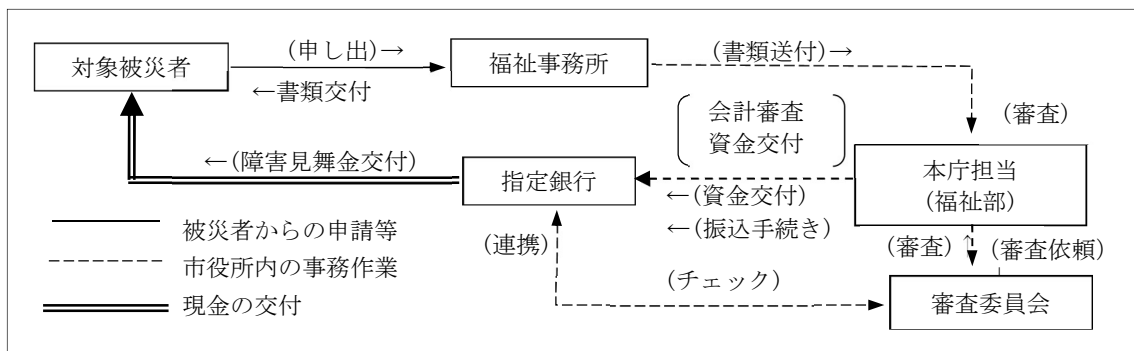 対象被災者
(申し出)→
←書類交付
福祉事務所
(書類送付)→
(審査)
会計審査
資金交付
本庁担当
(福祉部)
←(障害見舞金交付)
指定銀行
←(資金交付)
←(振込手続き)
(審査)↑
(審査依頼)
(連携)
(チェック)
審査委員会
被災者からの申請等
市役所内の事務作業
現金の交付